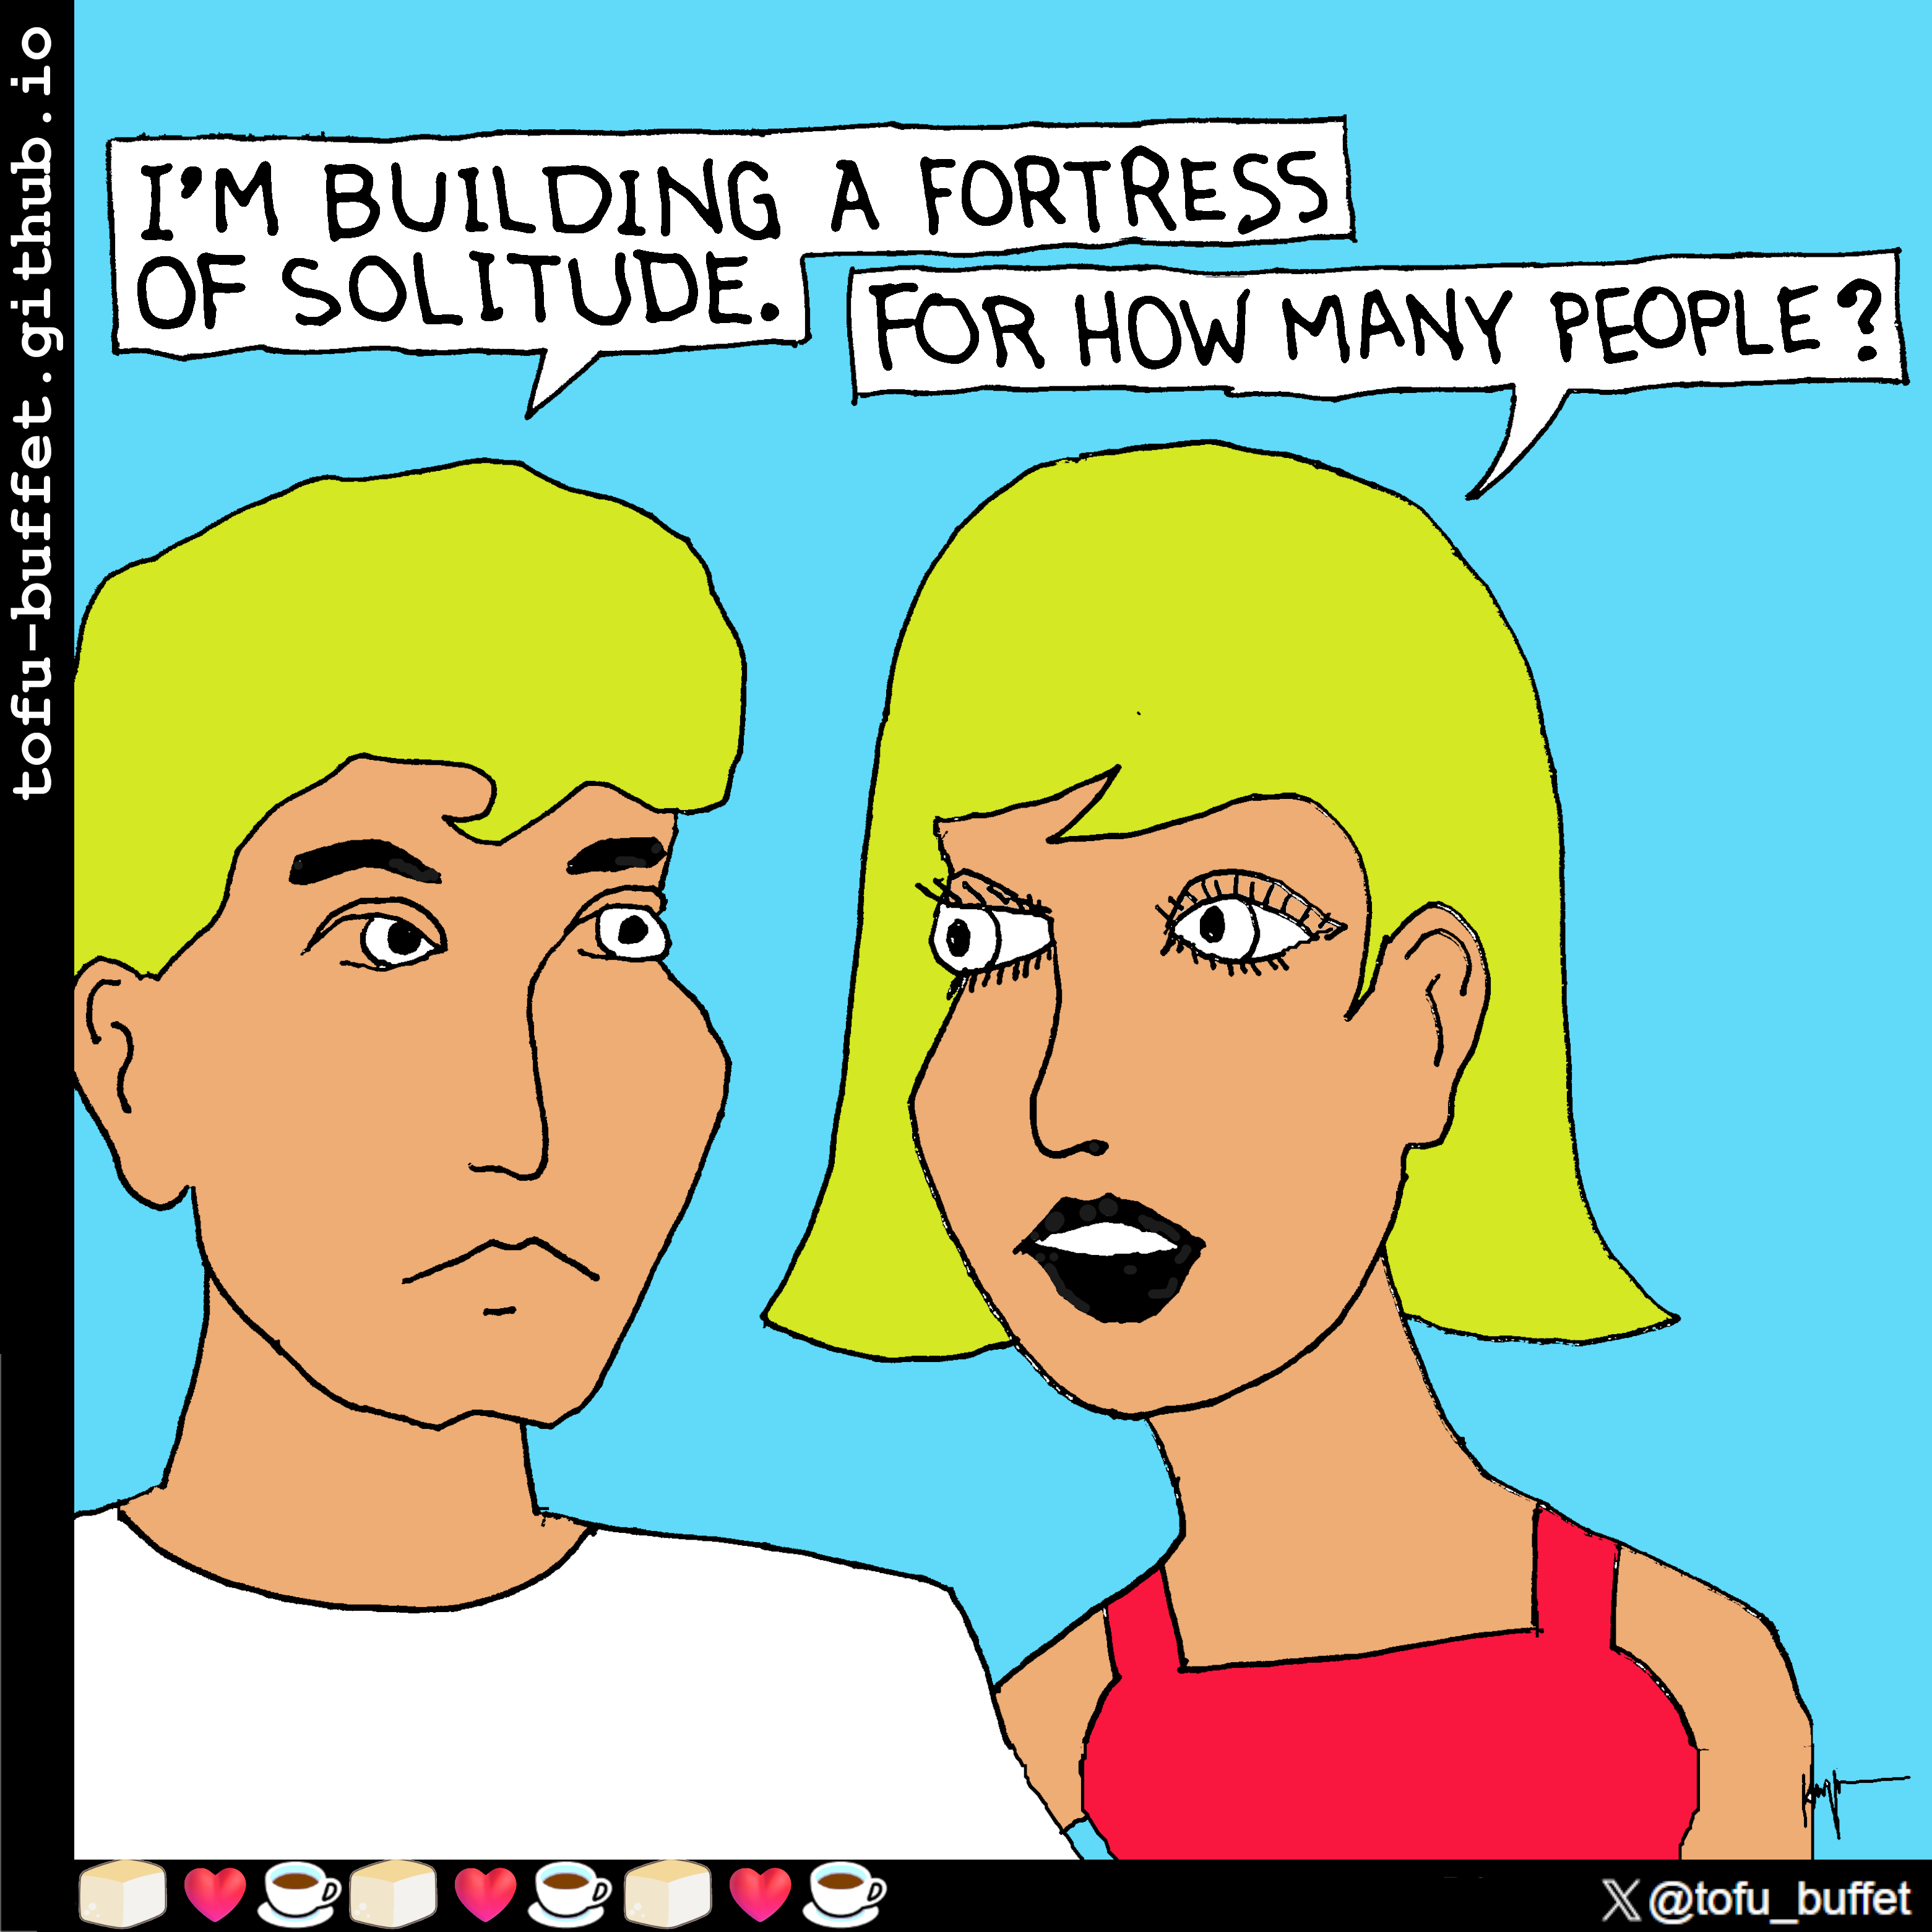 I'M BUILDING A FORTRESS
OF SOLITUDE.
FOR HOW MANY PEOPLE?
tofu-buffet.github.io
X @tofu_buffet